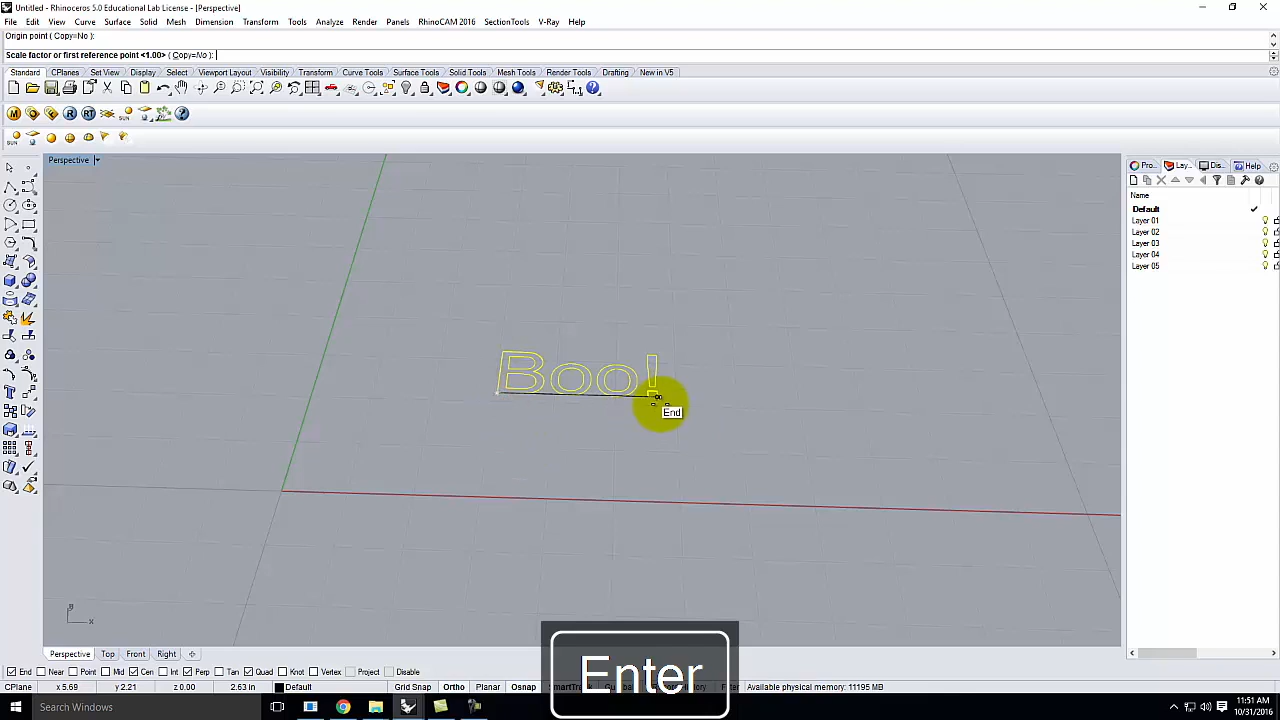 Untitled - Rhinoceros 5.0 Educational Lab License - [Perspective]
File Edit View Curve Surface Solid Mesh Dimension Transform Tools Analyze Render Panels RhinoCAM 2016 SectionTools V-Ray Help
Origin point ( Copy=No ):
Scale factor or first reference point <1.00> ( Copy=No ):
Standard CPlanes Set View Display Select Viewport Layout Visibility Transform Curve Tools Surface Tools Solid Tools Mesh Tools Render Tools Drafting New in V5
Perspective
Pro... Lay... Dis... Help
Name
Default
Layer 01
Layer 02
Layer 03
Layer 04
Layer 05
Boo!
End
y
x
Enter
Perspective Top Front Right
End Near Point Mid Cen Int Perp Tan Quad Knot Vertex Project Disable
CPlane x 5.69 y 2.21 z 0.00 2.63 in Default Grid Snap Ortho Planar Osnap Available physical memory: 11195 MB
Search Windows
11:51 AM
10/31/2016